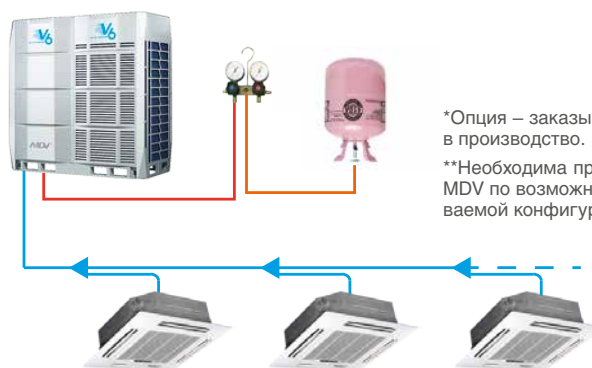 V6
V6
MDV
*Опция – заказы
в производство.
**Необходима пр
MDV по возможн
ваемой конфигур